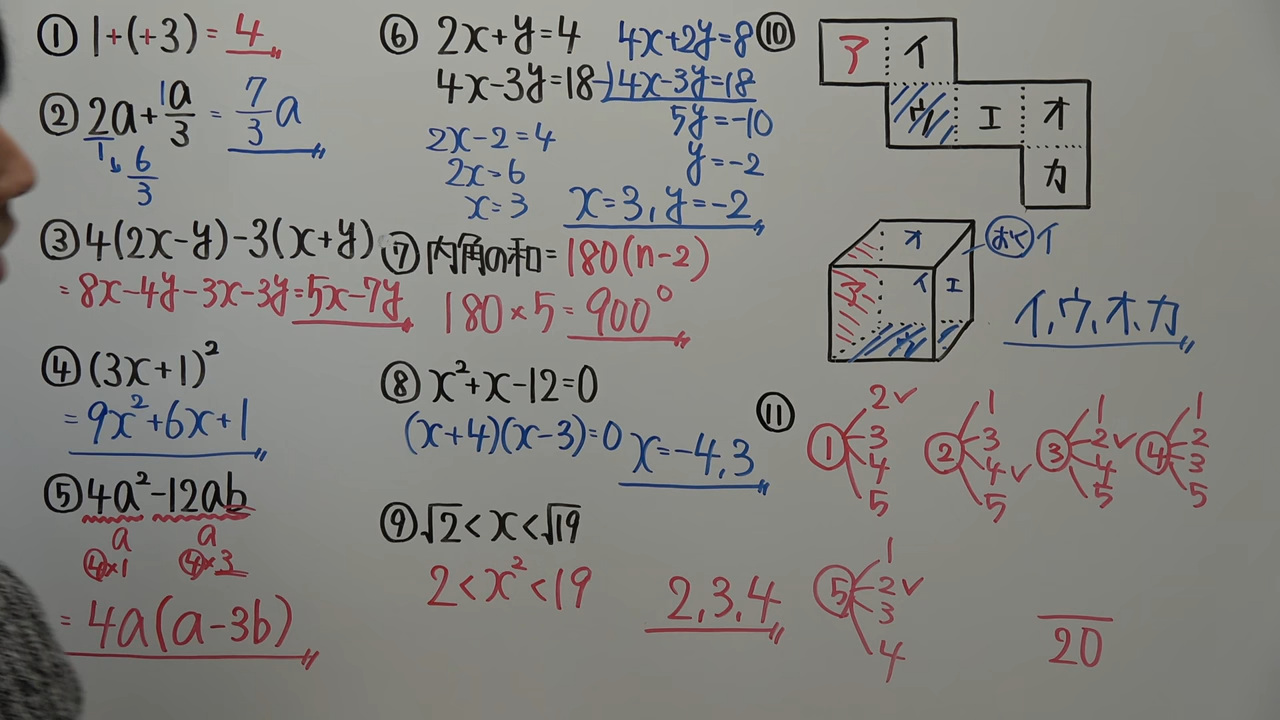 ① 1+(+3)=4
② 2a+1a/3=7/3a
1 6/3
③ 4(2x-y)-3(x+y)
=8x-4y-3x-3y=5x-7y
④ (3x+1)²
=9x²+6x+1
⑤ 4a²-12ab
a a
④×1 ④×3
=4a(a-3b)
⑥ 2x+y=4
4x-3y=18
4x+2y=8
-)4x-3y=18
5y=-10
y=-2
2x-2=4
2x=6
x=3
x=3,y=-2
⑦ 内角の和=180(n-2)
180×5=900°
⑧ x²+x-12=0
(x+4)(x-3)=0
x=-4,3
⑨ √2<x<√19
2<x²<19
2,3,4
⑩
ア イ
ウ エ オ
カ
オ
ア イ エ
ウ
おく イ
イ,ウ,オ,カ
⑪
① 2✓ 3 4 5
② 1 3 4✓ 5
③ 1 2✓ 4 5
④ 1 2 3 5
⑤ 1 2✓ 3 4
20